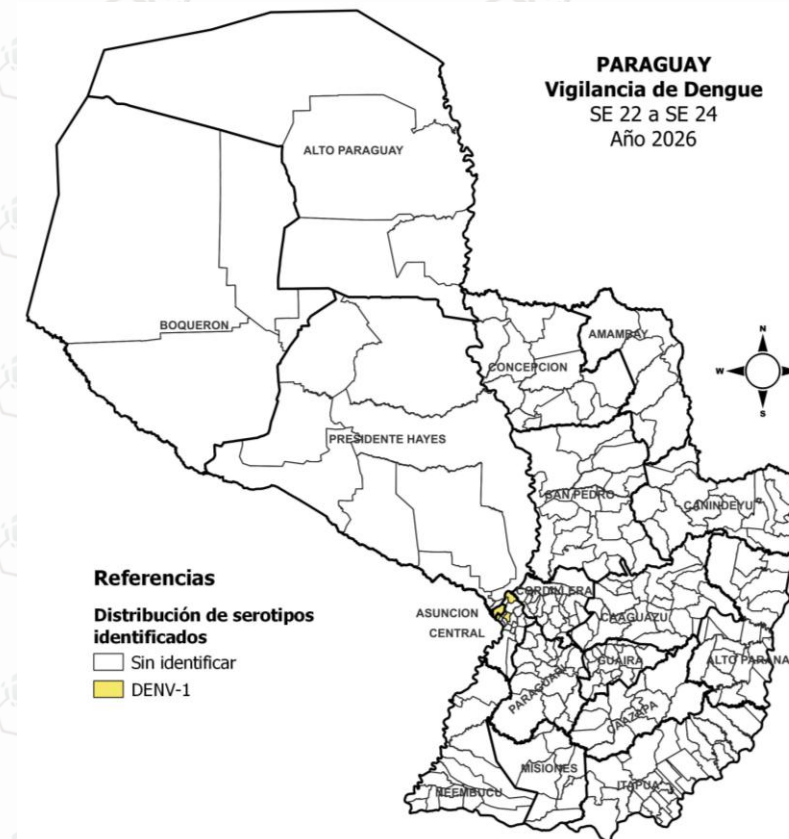 PARAGUAY
Vigilancia de Dengue
SE 22 a SE 24
Año 2026
ALTO PARAGUAY
BOQUERON
AMAMBAY
CONCEPCION
N
W
S
PRESIDENTE HAYES
SAN PEDRO
CANINDEYU
Referencias
Distribución de serotipos
identificados
Sin identificar
DENV-1
CORDILLERA
ASUNCION
CENTRAL
CAAGUAZU
GUAIRA
ALTO PARANA
PARAGUARI
CAAZAPA
MISIONES
ÑEEMBUCU
ITAPUA